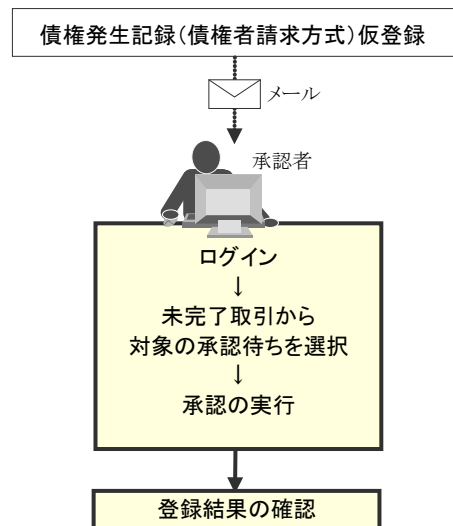 債権発生記録（債権者請求方式）仮登録
メール
承認者
ログイン
↓
未完了取引から
対象の承認待ちを選択
↓
承認の実行
登録結果の確認